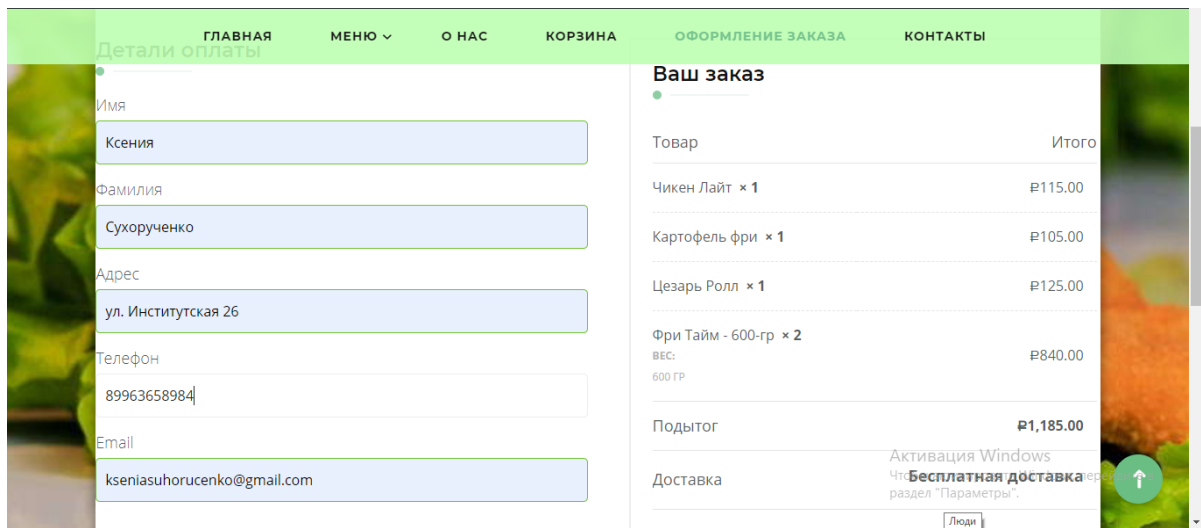 ГЛАВНАЯ МЕНЮ О НАС КОРЗИНА ОФОРМЛЕНИЕ ЗАКАЗА КОНТАКТЫ
Детали оплаты
Имя
Ксения
Фамилия
Сухорученко
Адрес
ул. Институтская 26
Телефон
89963658984
Email
kseniasuhorucenko@gmail.com
Ваш заказ
Товар Итого
Чикен Лайт × 1 ₽115.00
Картофель фри × 1 ₽105.00
Цезарь Ролл × 1 ₽125.00
Фри Тайм - 600-гр × 2 ₽840.00
ВЕС:
600 ГР
Подытог ₽1,185.00
Активация Windows
Доставка Бесплатная доставка
раздел "Параметры".
Люди